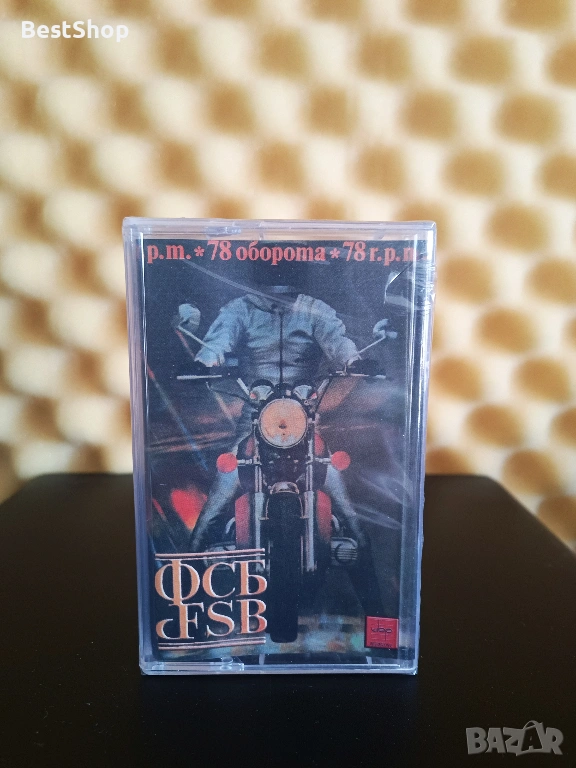 BestShop
p.m. * 78 оборота * 78 r.p.m
ФСБ
FSB
BAZAR